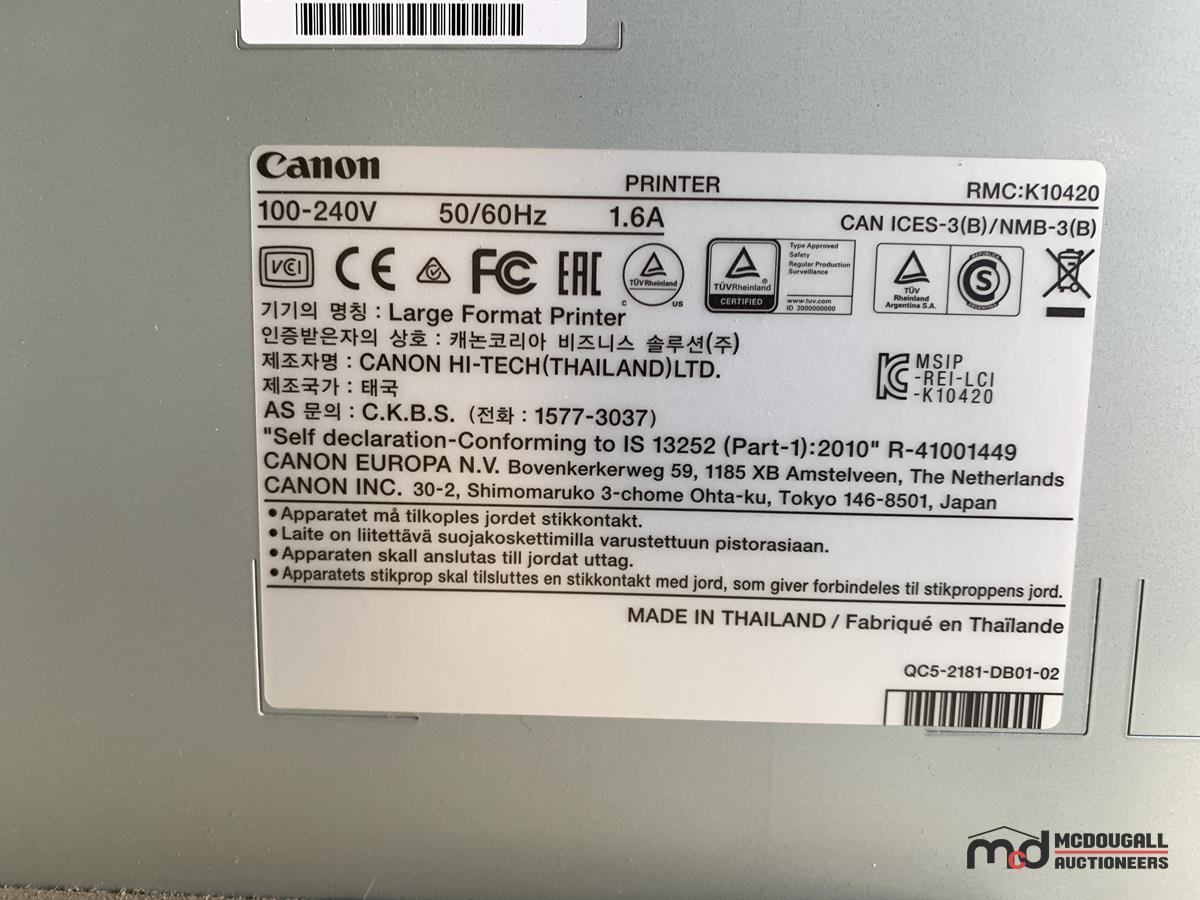 Canon
PRINTER
RMC:K10420
100-240V 50/60Hz 1.6A
CAN ICES-3(B)/NMB-3(B)
VCI
CE
FC
EAC
TÜVRheinland
C US
TÜVRheinland®
CERTIFIED
Type Approved
Safety
Regular Production
Surveillance
www.tuv.com
ID 2000000000
TÜV
Rheinland
Argentina S.A.
S
기기의 명칭 : Large Format Printer
인증받은자의 상호 : 캐논코리아 비즈니스 솔루션(주)
제조자명 : CANON HI-TECH(THAILAND)LTD.
제조국가 : 태국
MSIP
-REI-LCI
-K10420
AS 문의 : C.K.B.S. (전화 : 1577-3037)
"Self declaration-Conforming to IS 13252 (Part-1):2010" R-41001449
CANON EUROPA N.V. Bovenkerkerweg 59, 1185 XB Amstelveen, The Netherlands
CANON INC. 30-2, Shimomaruko 3-chome Ohta-ku, Tokyo 146-8501, Japan
• Apparatet må tilkoples jordet stikkontakt.
• Laite on liitettävä suojakoskettimilla varustettuun pistorasiaan.
• Apparaten skall anslutas till jordat uttag.
• Apparatets stikprop skal tilsluttes en stikkontakt med jord, som giver forbindeles til stikproppens jord.
MADE IN THAILAND / Fabriqué en Thaïlande
QC5-2181-DB01-02
mcd MCDOUGALL
AUCTIONEERS